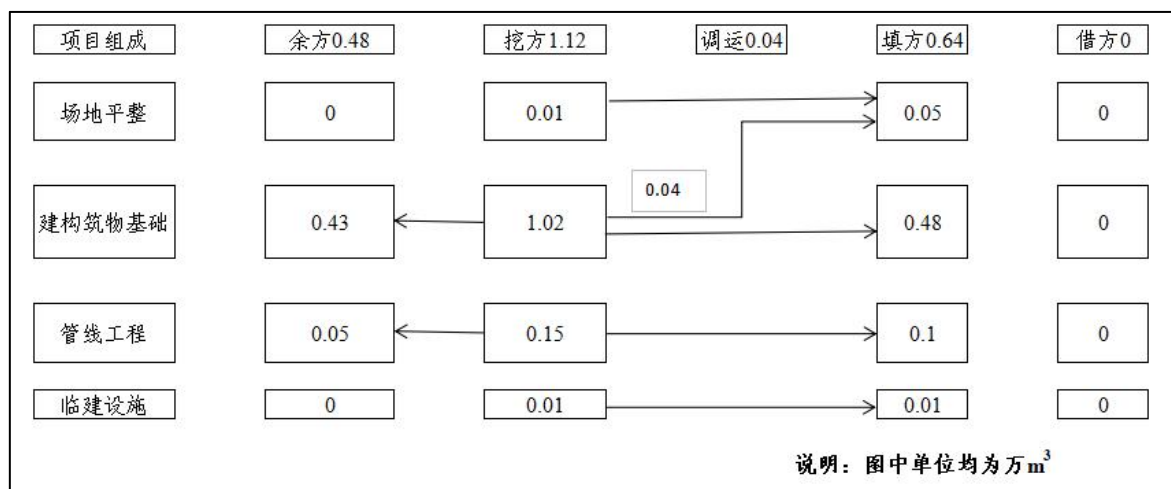 项目组成 余方0.48 挖方1.12 调运0.04 填方0.64 借方0
场地平整 0 0.01 0.05 0
0.04
建构筑物基础 0.43 1.02 0.48 0
管线工程 0.05 0.15 0.1 0
临建设施 0 0.01 0.01 0
说明：图中单位均为万m³